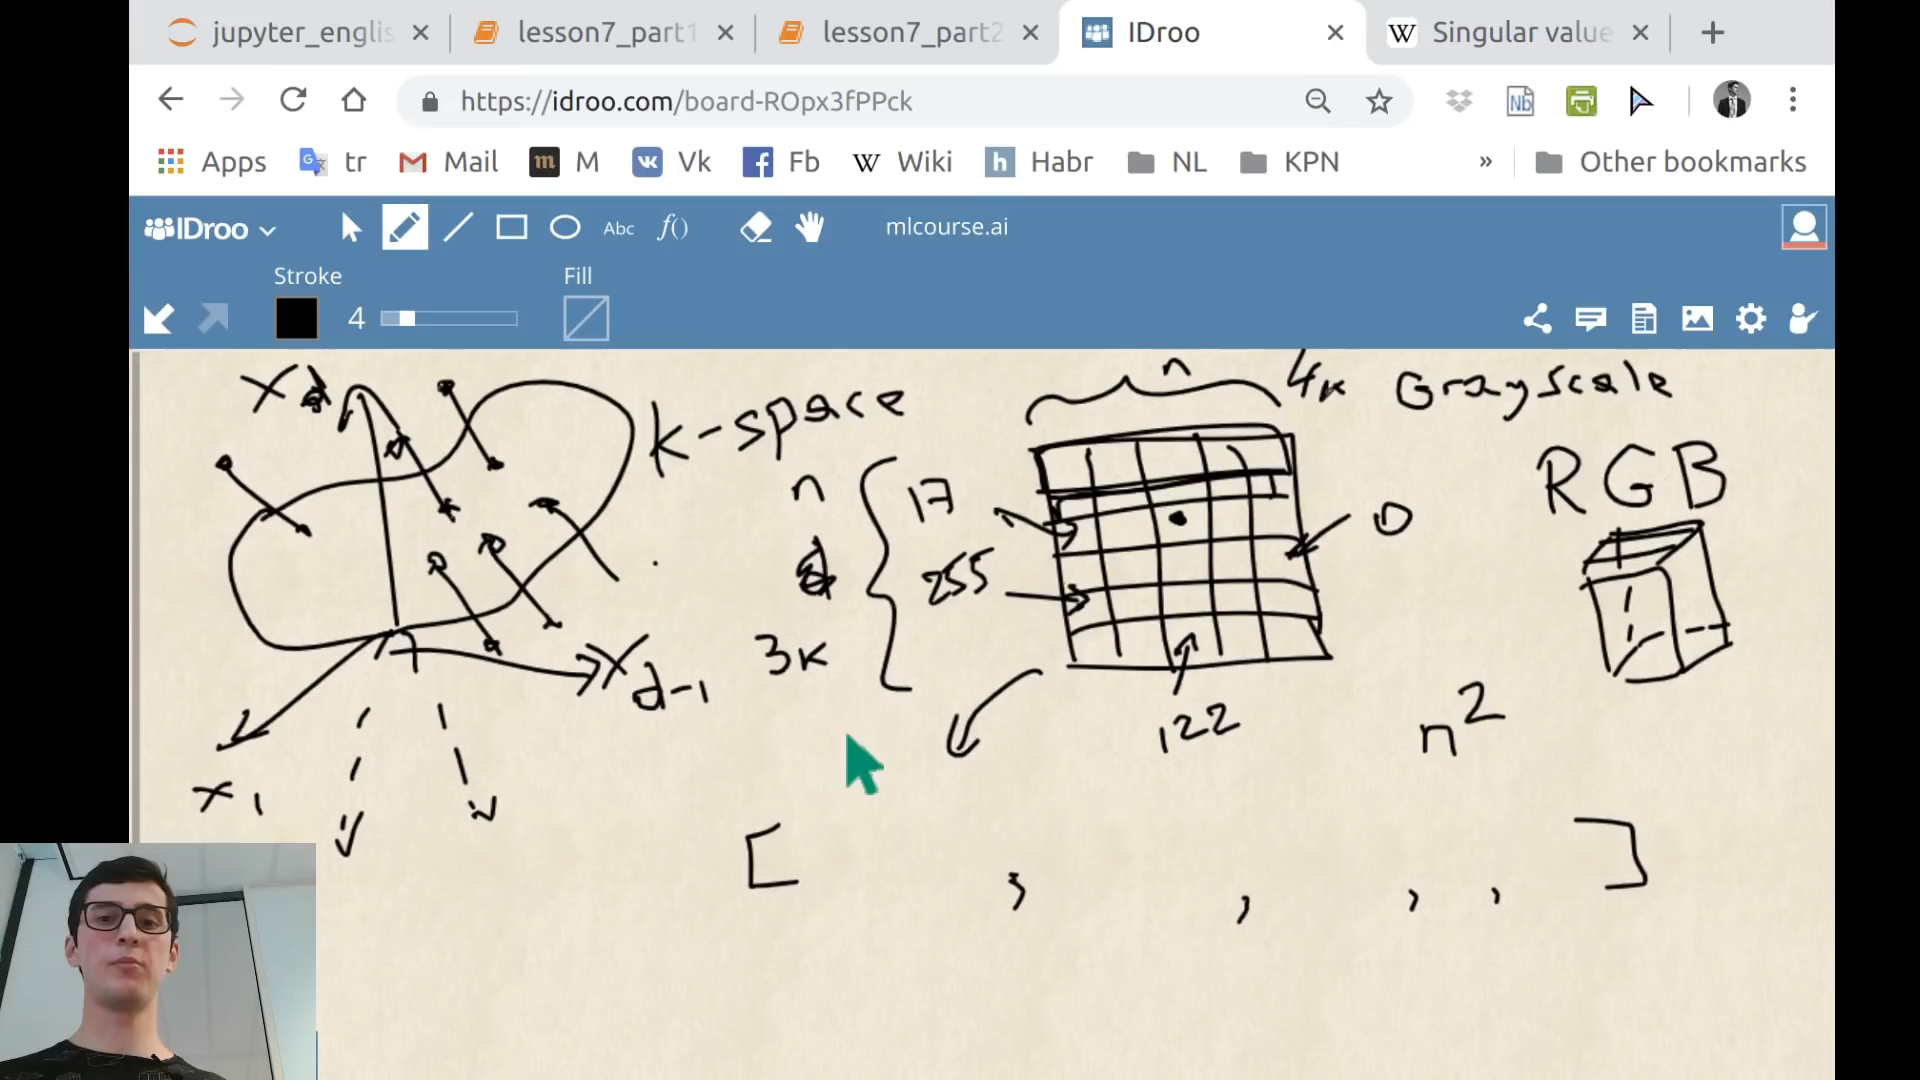 jupyter_englis
lesson7_part1
lesson7_part2
IDroo
W Singular value
https://idroo.com/board-ROpx3fPPck
Nb
Apps
tr
m M
Mail
Vk
Fb
W Wiki
h Habr
NL
KPN
» Other bookmarks
IDroo
Abc
f()
mlcourse.ai
Stroke
Fill
4
n
4k Grayscale
x d
k-space
RGB
n
17
0
d
255
3k
x d-1
122
n²
x 1
[ , , , , ]